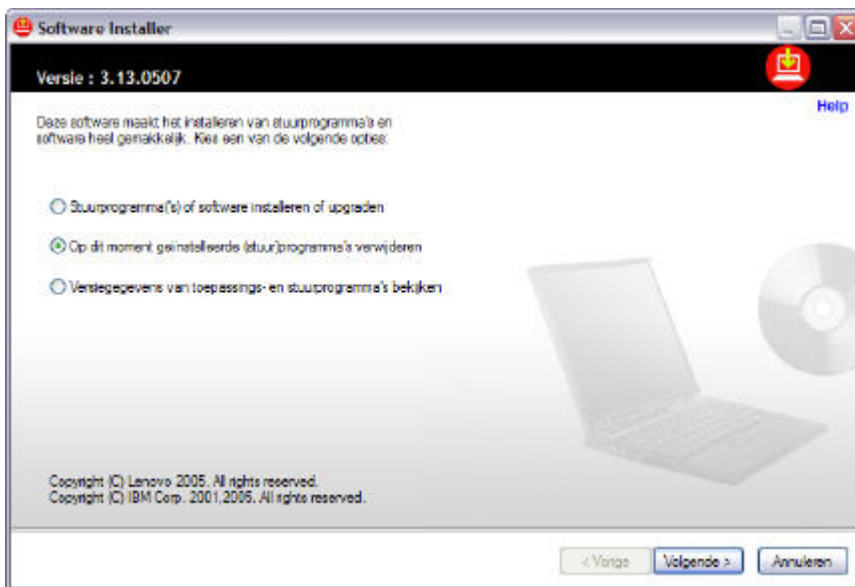 Software Installer
Versie : 3.13.0507
Help
Deze software maakt het installeren van stuurprogramma's en
software heel gemakkelijk. Kies een van de volgende opties:
Stuurprogramma('s) of software installeren of upgraden
Op dit moment geïnstalleerde (stuur)programma's verwijderen
Versiegegevens van toepassings- en stuurprogramma's bekijken
Copyright (C) Lenovo 2005. All rights reserved.
Copyright (C) IBM Corp. 2001,2005. All rights reserved.
< Vorige
Volgende >
Annuleren